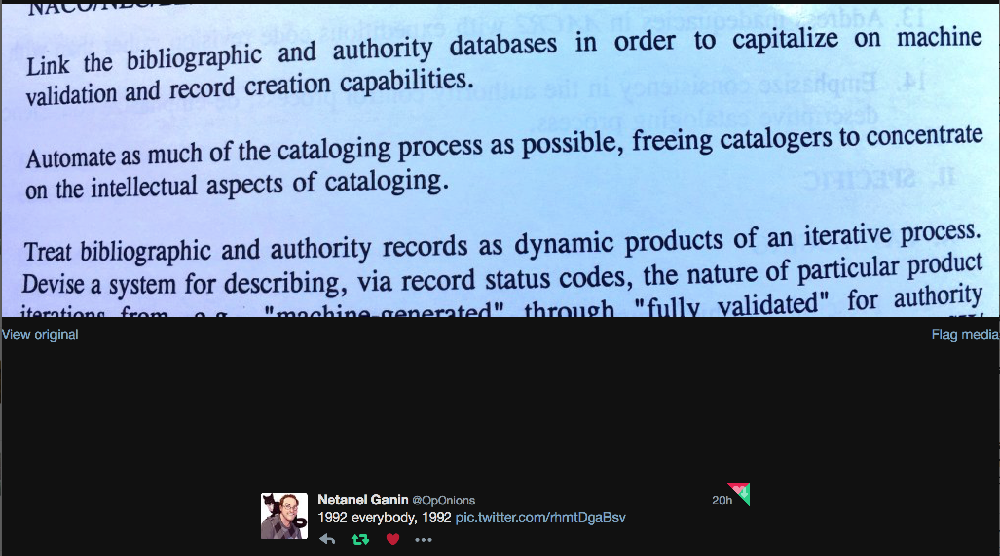 Link the bibliographic and authority databases in order to capitalize on machine
validation and record creation capabilities.
Automate as much of the cataloging process as possible, freeing catalogers to concentrate
on the intellectual aspects of cataloging.
Treat bibliographic and authority records as dynamic products of an iterative process.
Devise a system for describing, via record status codes, the nature of particular product
iterations from, e.g., "machine-generated" through "fully validated" for authority
View original
Flag media
Netanel Ganin @OpOnions
20h
1992 everybody, 1992 pic.twitter.com/rhmtDgaBsv